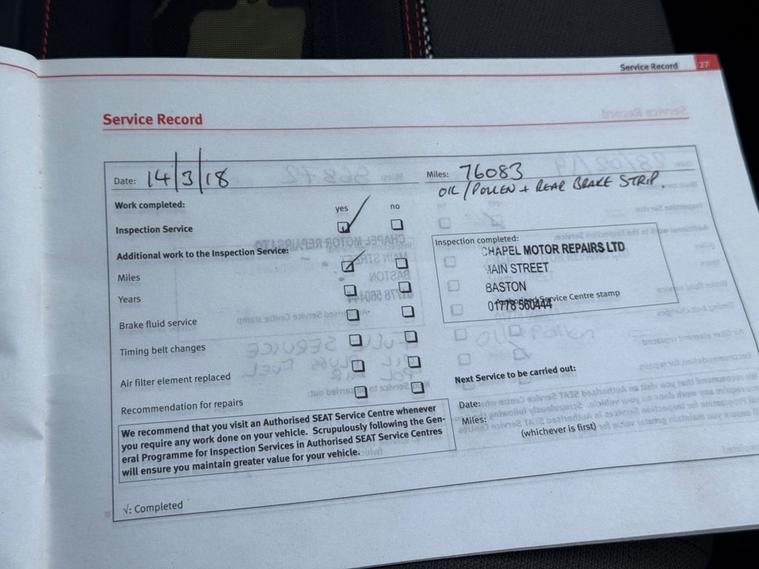 Service Record 27
Service Record
Date: 14/3/18
Miles: 76083
OIL/POLLEN + REAR BRAKE STRIP.
Work completed:
yes no
Inspection Service
Additional work to the Inspection Service:
Miles
Years
Brake fluid service
Timing belt changes
Air filter element replaced
Recommendation for repairs
Inspection completed:
CHAPEL MOTOR REPAIRS LTD
MAIN STREET
BASTON
01778 560444
Service Centre stamp
Next Service to be carried out:
Date:
Miles:
(whichever is first)
We recommend that you visit an Authorised SEAT Service Centre whenever
you require any work done on your vehicle. Scrupulously following the Gen-
eral Programme for Inspection Services in Authorised SEAT Service Centres
will ensure you maintain greater value for your vehicle.
√: Completed